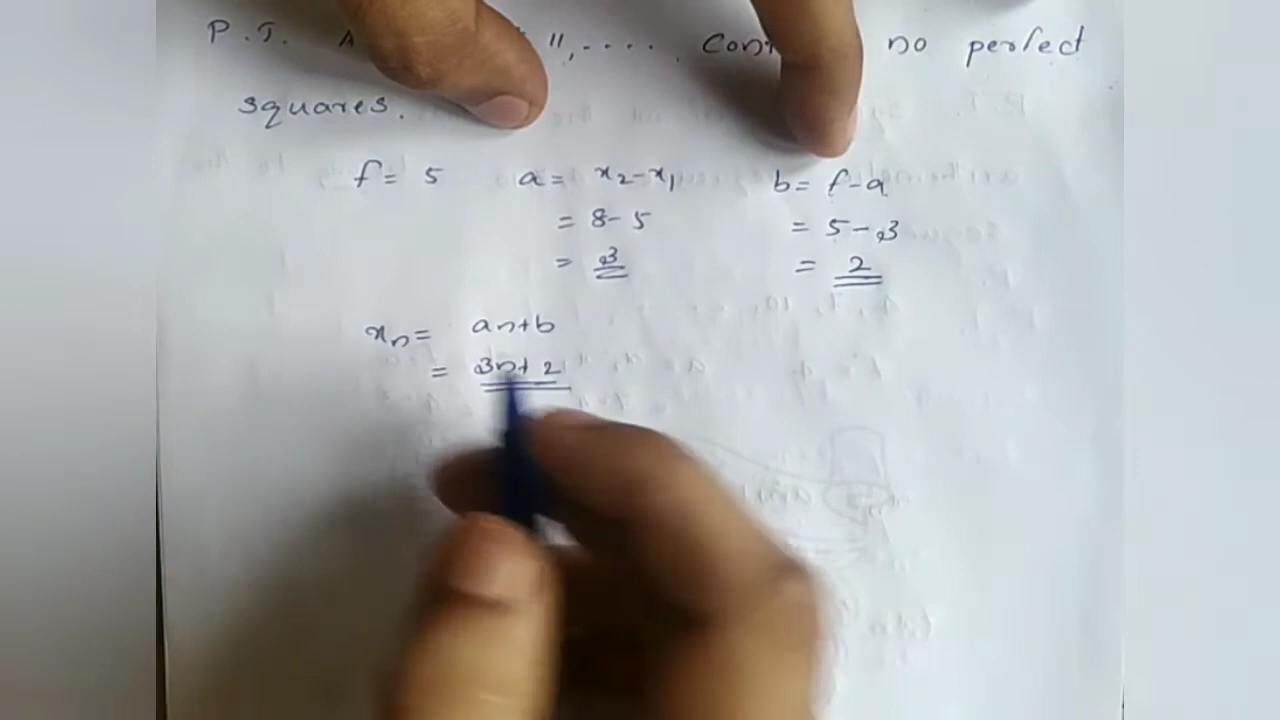 P.T. A 11, .... no perfect
squares.
f = 5 a = x₂-x₁ b = f-a
= 8-5 = 5-3
= 3 = 2
xₙ = an+b
= 3n+2